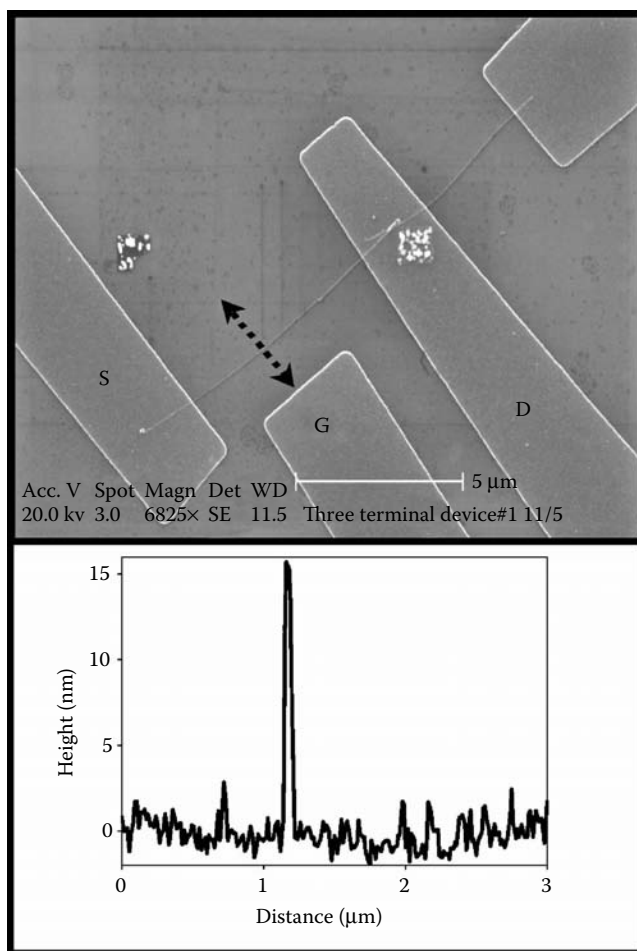 S
G
D
5 μm
Acc. V Spot Magn Det WD
20.0 kv 3.0 6825× SE 11.5 Three terminal device#1 11/5
15
10
5
0
Height (nm)
0 1 2 3
Distance (μm)